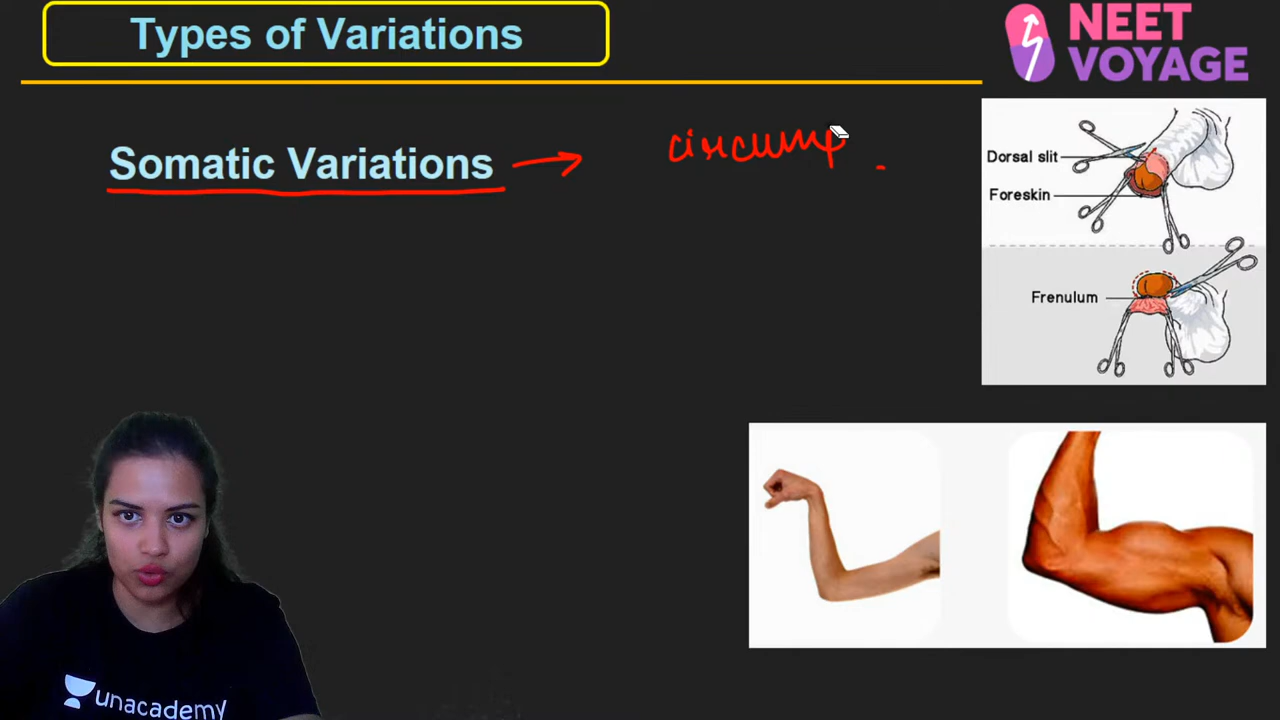 Types of Variations
NEET
VOYAGE
Somatic Variations
circump
Dorsal slit
Foreskin
Frenulum
unacademy